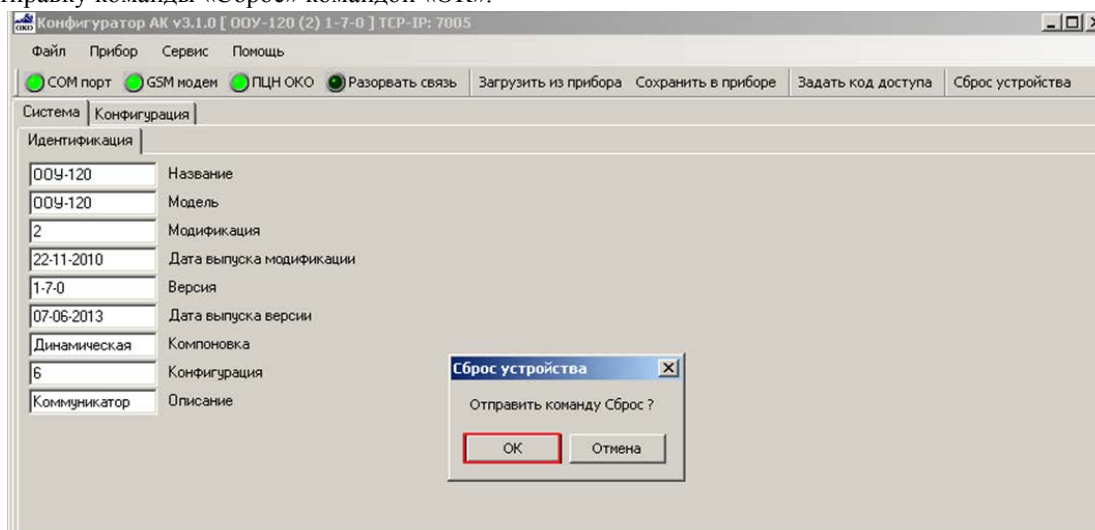 правку команды «Сброс» командой «ОК».
Конфигуратор АК v3.1.0 [ ООУ-120 (2) 1-7-0 ] TCP-IP: 7005
Файл Прибор Сервис Помощь
COM порт GSM модем ПЦН ОКО Разорвать связь Загрузить из прибора Сохранить в приборе Задать код доступа Сброс устройства
Система Конфигурация
Идентификация
ООУ-120 Название
ООУ-120 Модель
2 Модификация
22-11-2010 Дата выпуска модификации
1-7-0 Версия
07-06-2013 Дата выпуска версии
Динамическая Компоновка
6 Конфигурация
Коммуникатор Описание
Сброс устройства
Отправить команду Сброс ?
ОК Отмена